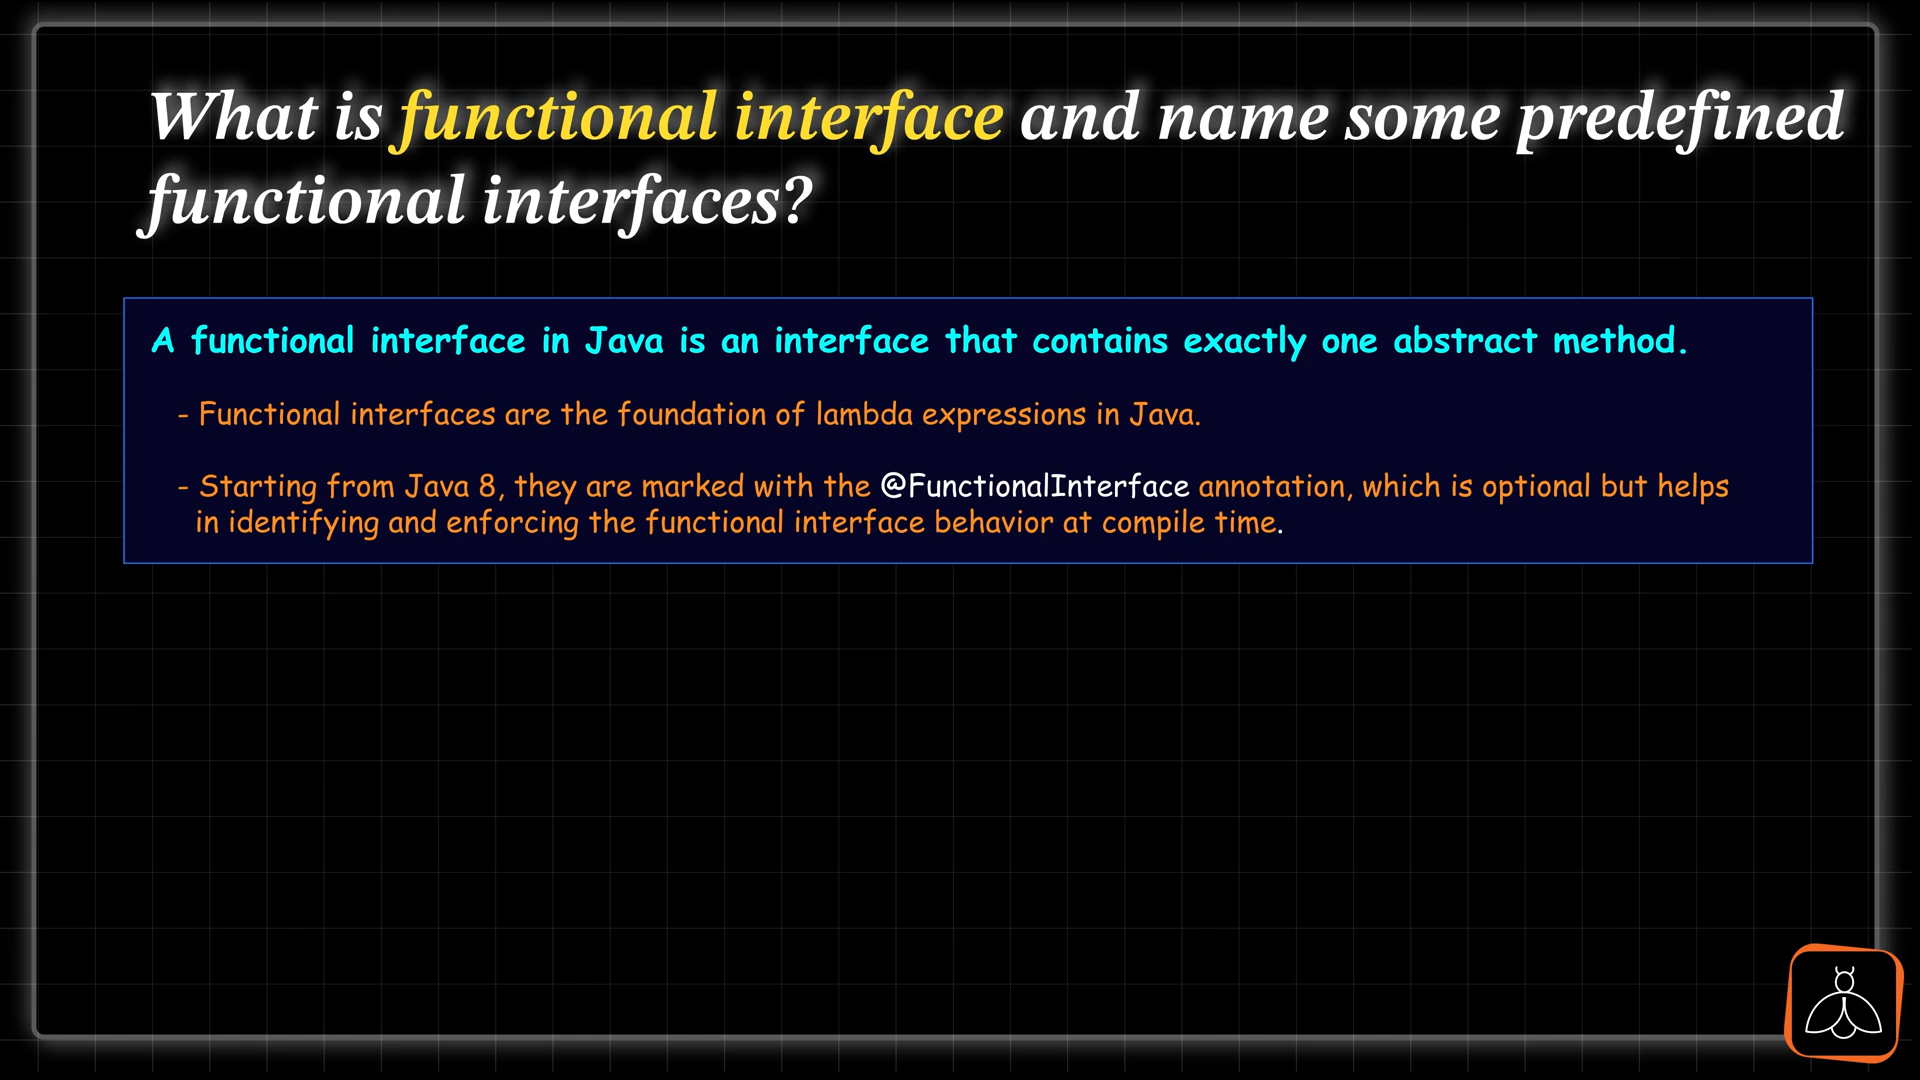 What is functional interface and name some predefined
functional interfaces?
A functional interface in Java is an interface that contains exactly one abstract method.
- Functional interfaces are the foundation of lambda expressions in Java.
- Starting from Java 8, they are marked with the @FunctionalInterface annotation, which is optional but helps
in identifying and enforcing the functional interface behavior at compile time.